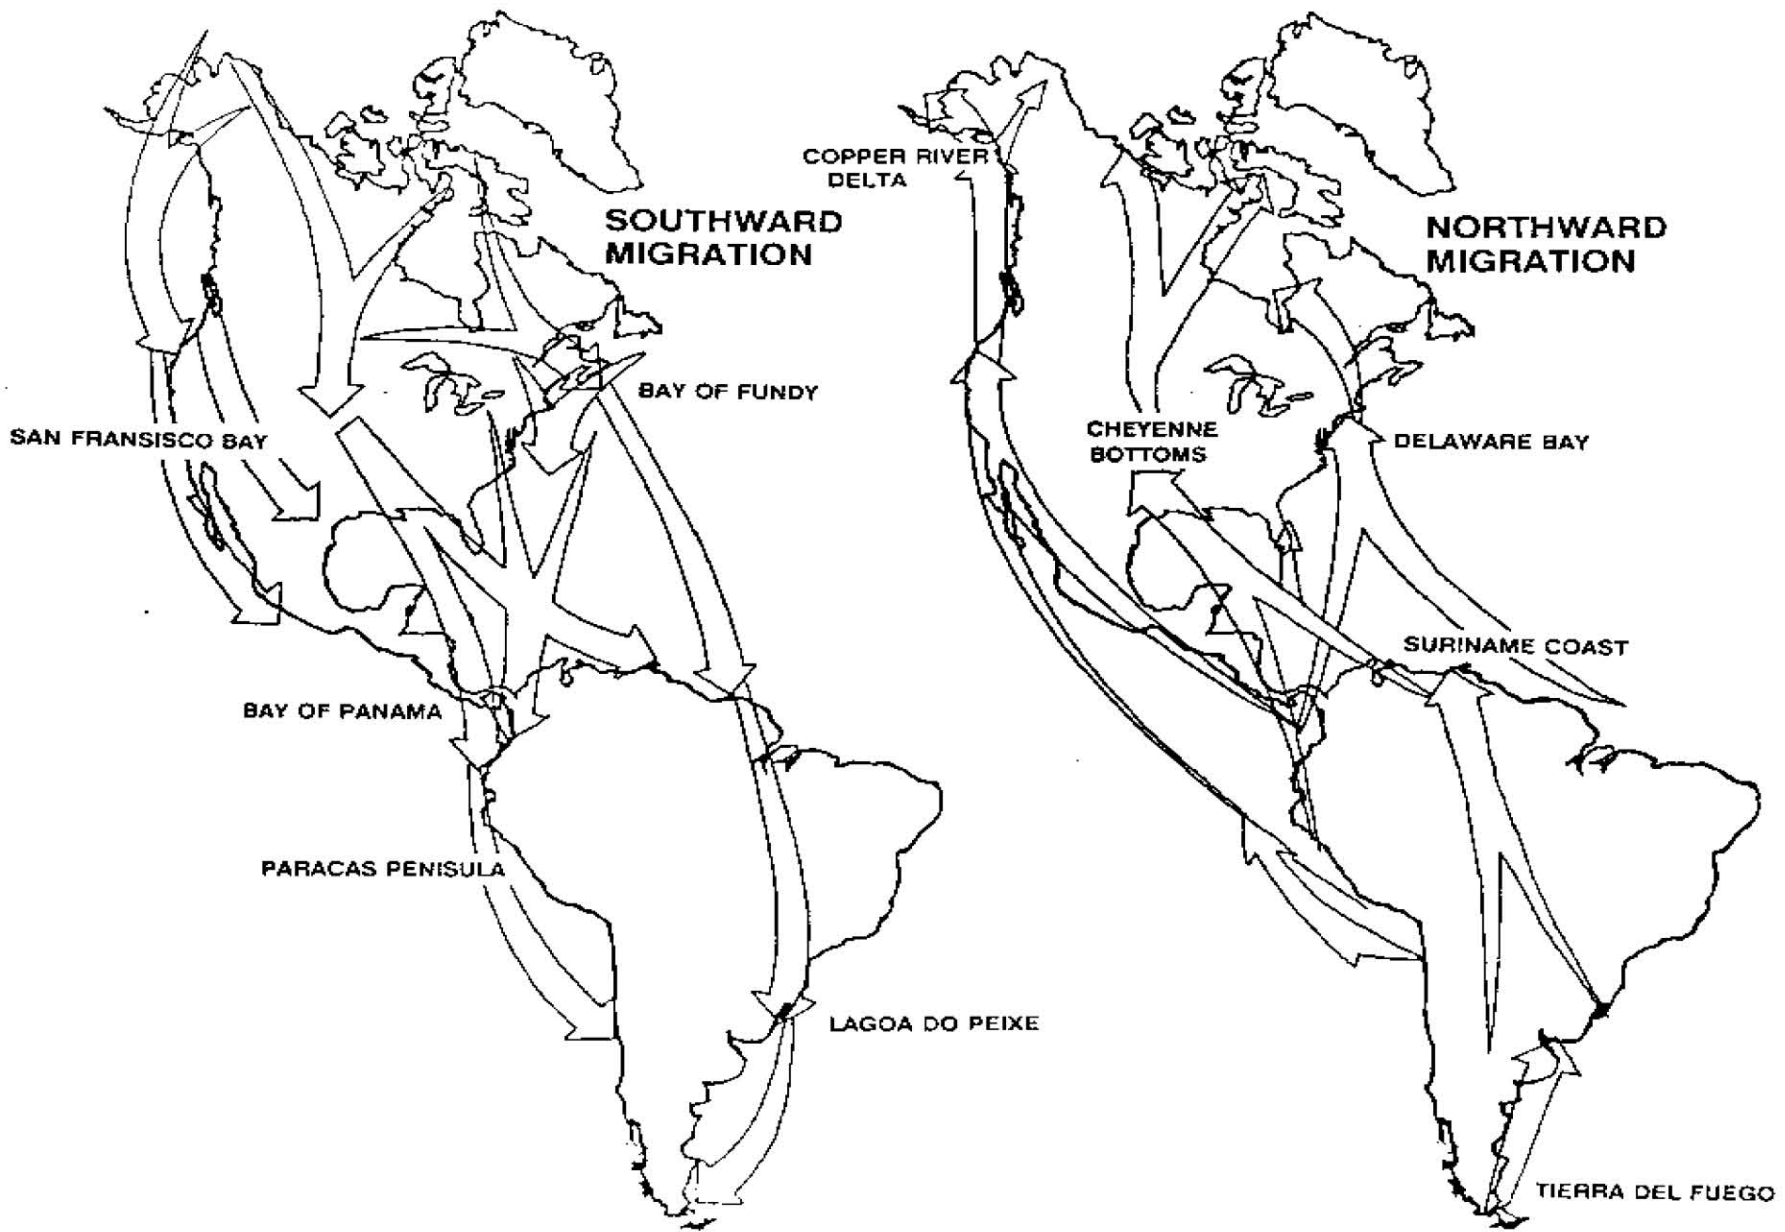 SOUTHWARD
MIGRATION
BAY OF FUNDY
SAN FRANSISCO BAY
BAY OF PANAMA
PARACAS PENISULA
LAGOA DO PEIXE
COPPER RIVER
DELTA
NORTHWARD
MIGRATION
CHEYENNE
BOTTOMS
DELAWARE BAY
SURINAME COAST
TIERRA DEL FUEGO